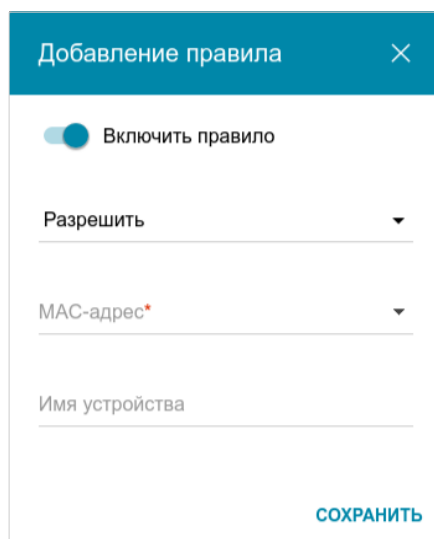 Добавление правила
Включить правило
Разрешить
MAC-адрес*
Имя устройства
СОХРАНИТЬ